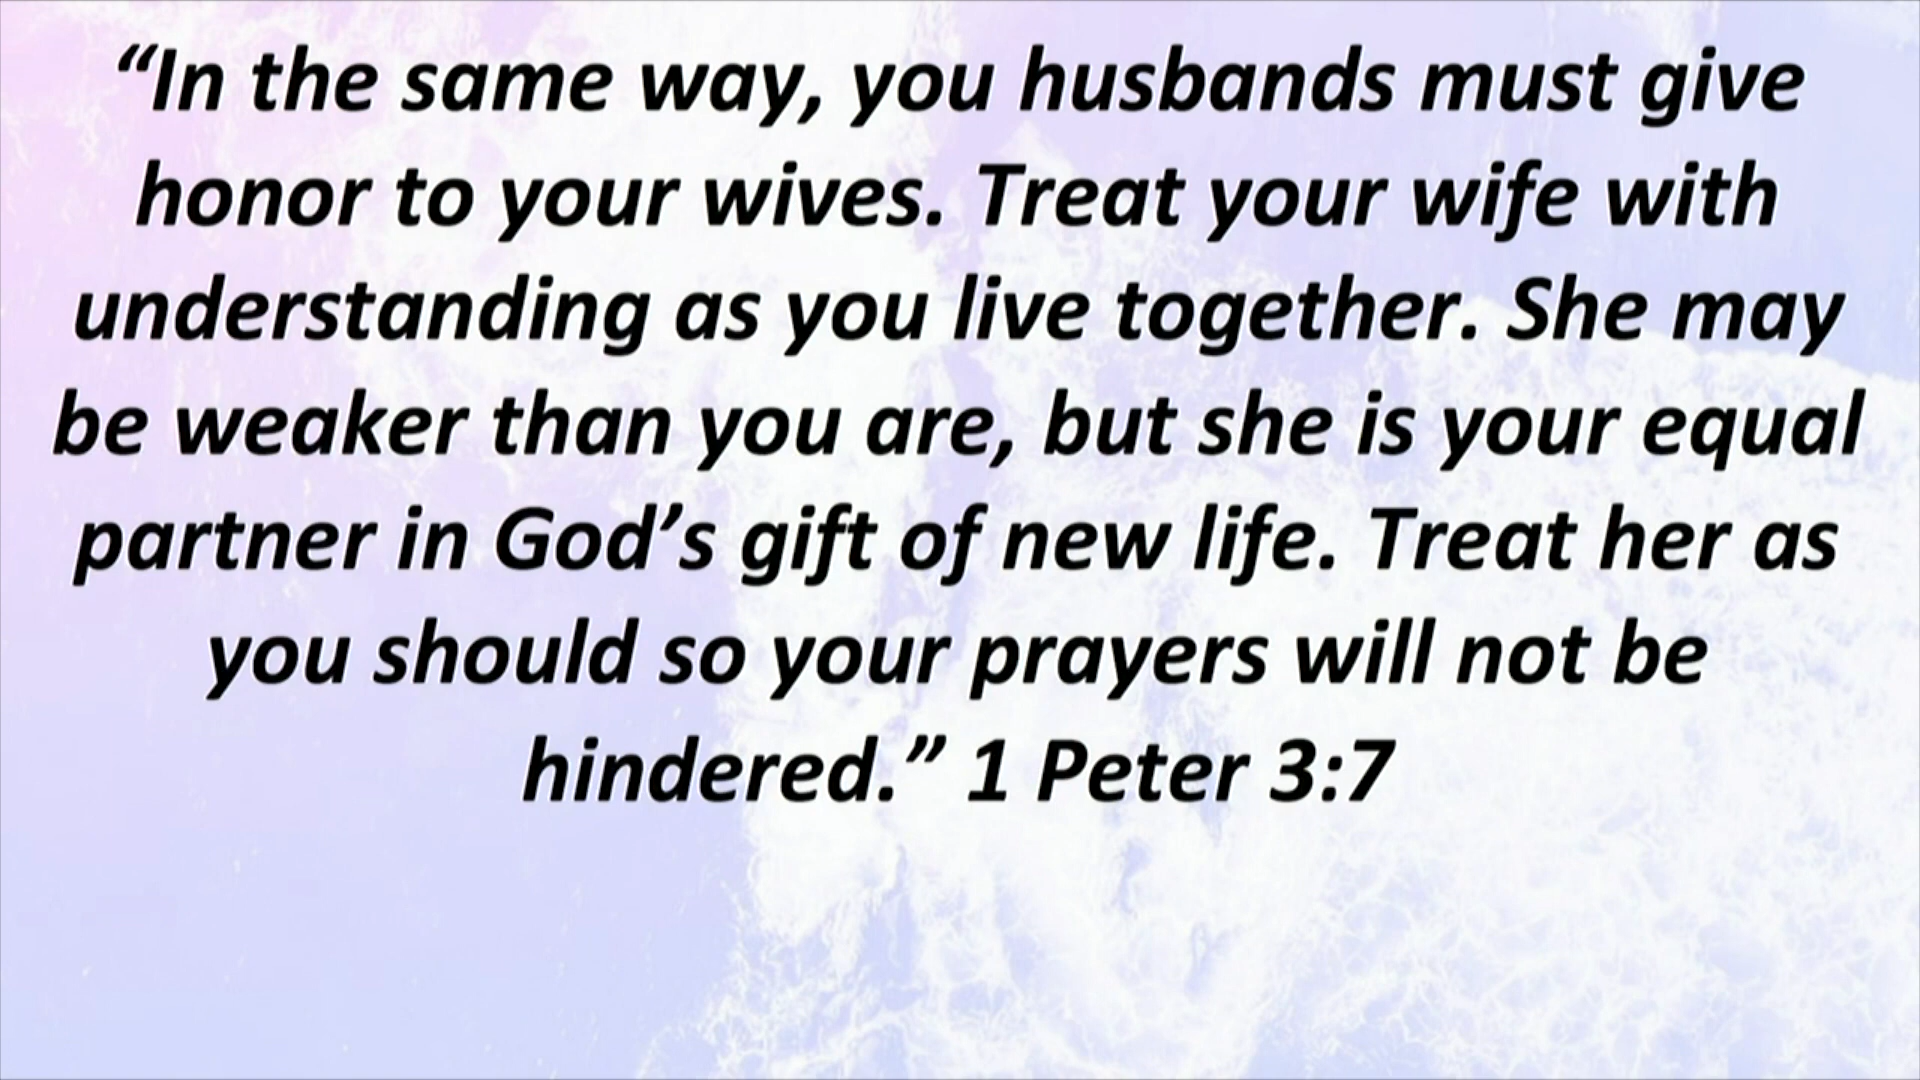 “In the same way, you husbands must give
honor to your wives. Treat your wife with
understanding as you live together. She may
be weaker than you are, but she is your equal
partner in God’s gift of new life. Treat her as
you should so your prayers will not be
hindered.” 1 Peter 3:7